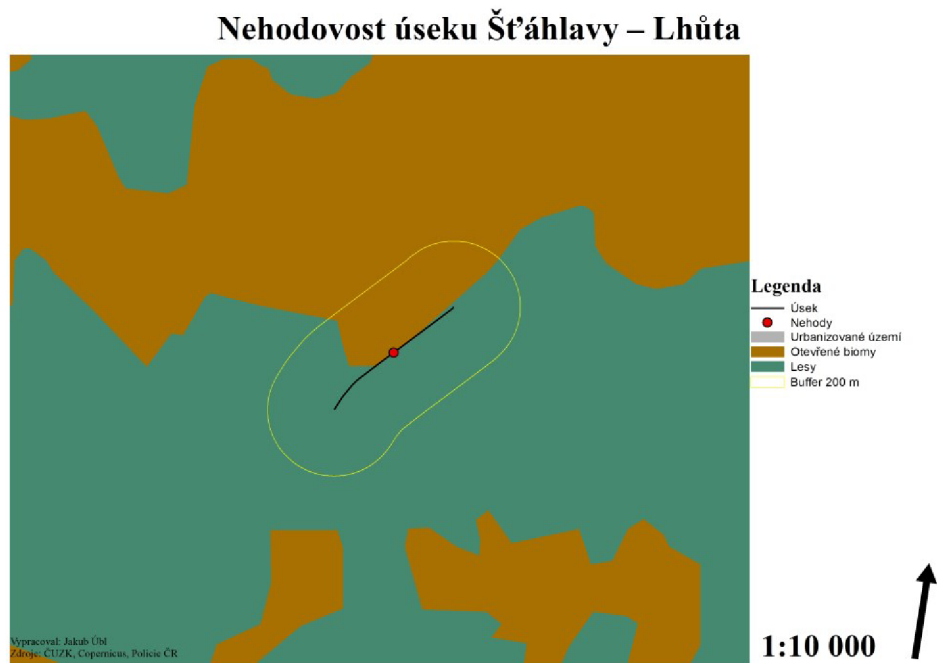 Nehodovost úseku Šťáhlavy – Lhůta
Legenda
Úsek
Nehody
Urbanizované území
Otevřené biomy
Lesy
Buffer 200 m
Vypracoval: Jakub Úbl
Zdroje: ČÚZK, Copernicus, Policie ČR
1:10 000